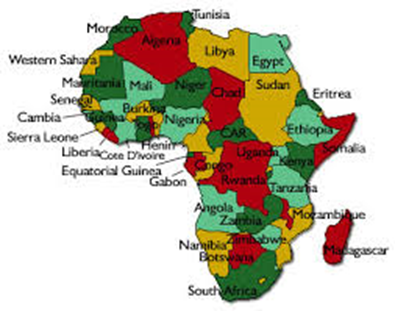 Tunisia
Morocco
Algeria
Libya
Egypt
Western Sahara
Mauritania
Mali
Niger
Chad
Sudan
Eritrea
Senegal
Cambia
Guinea
Burkina
Togo
Nigeria
Henin
Ethiopia
Sierra Leone
Liberia
Cote D'ivoire
CAR
Somalia
Equatorial Guinea
Gabon
Congo
Uganda
Kenya
Rwanda
Tanzania
Angola
Zambia
Mozambique
Namibia
Zimbabwe
Botswana
Madagascar
South Africa